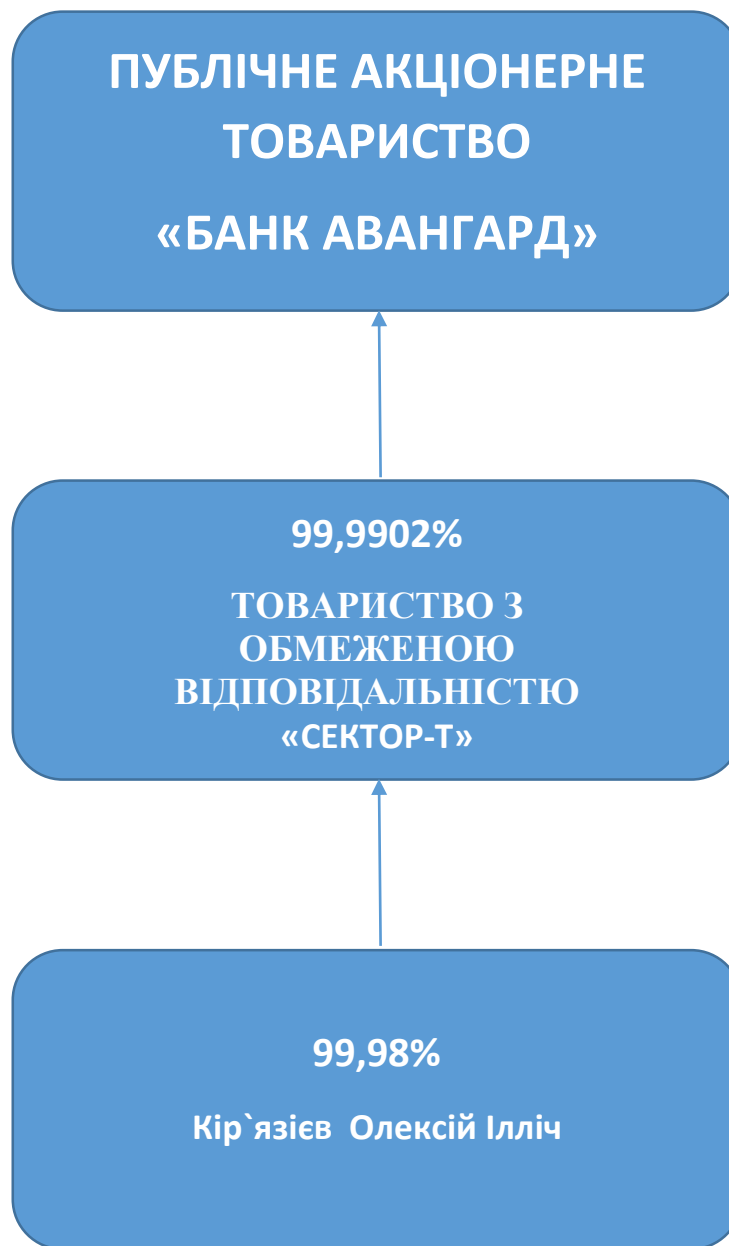 ПУБЛІЧНЕ АКЦІОНЕРНЕ
ТОВАРИСТВО
«БАНК АВАНГАРД»
99,9902%
ТОВАРИСТВО З
ОБМЕЖЕНОЮ
ВІДПОВІДАЛЬНІСТЮ
«СЕКТОР-Т»
99,98%
Кір`язієв  Олексій Ілліч